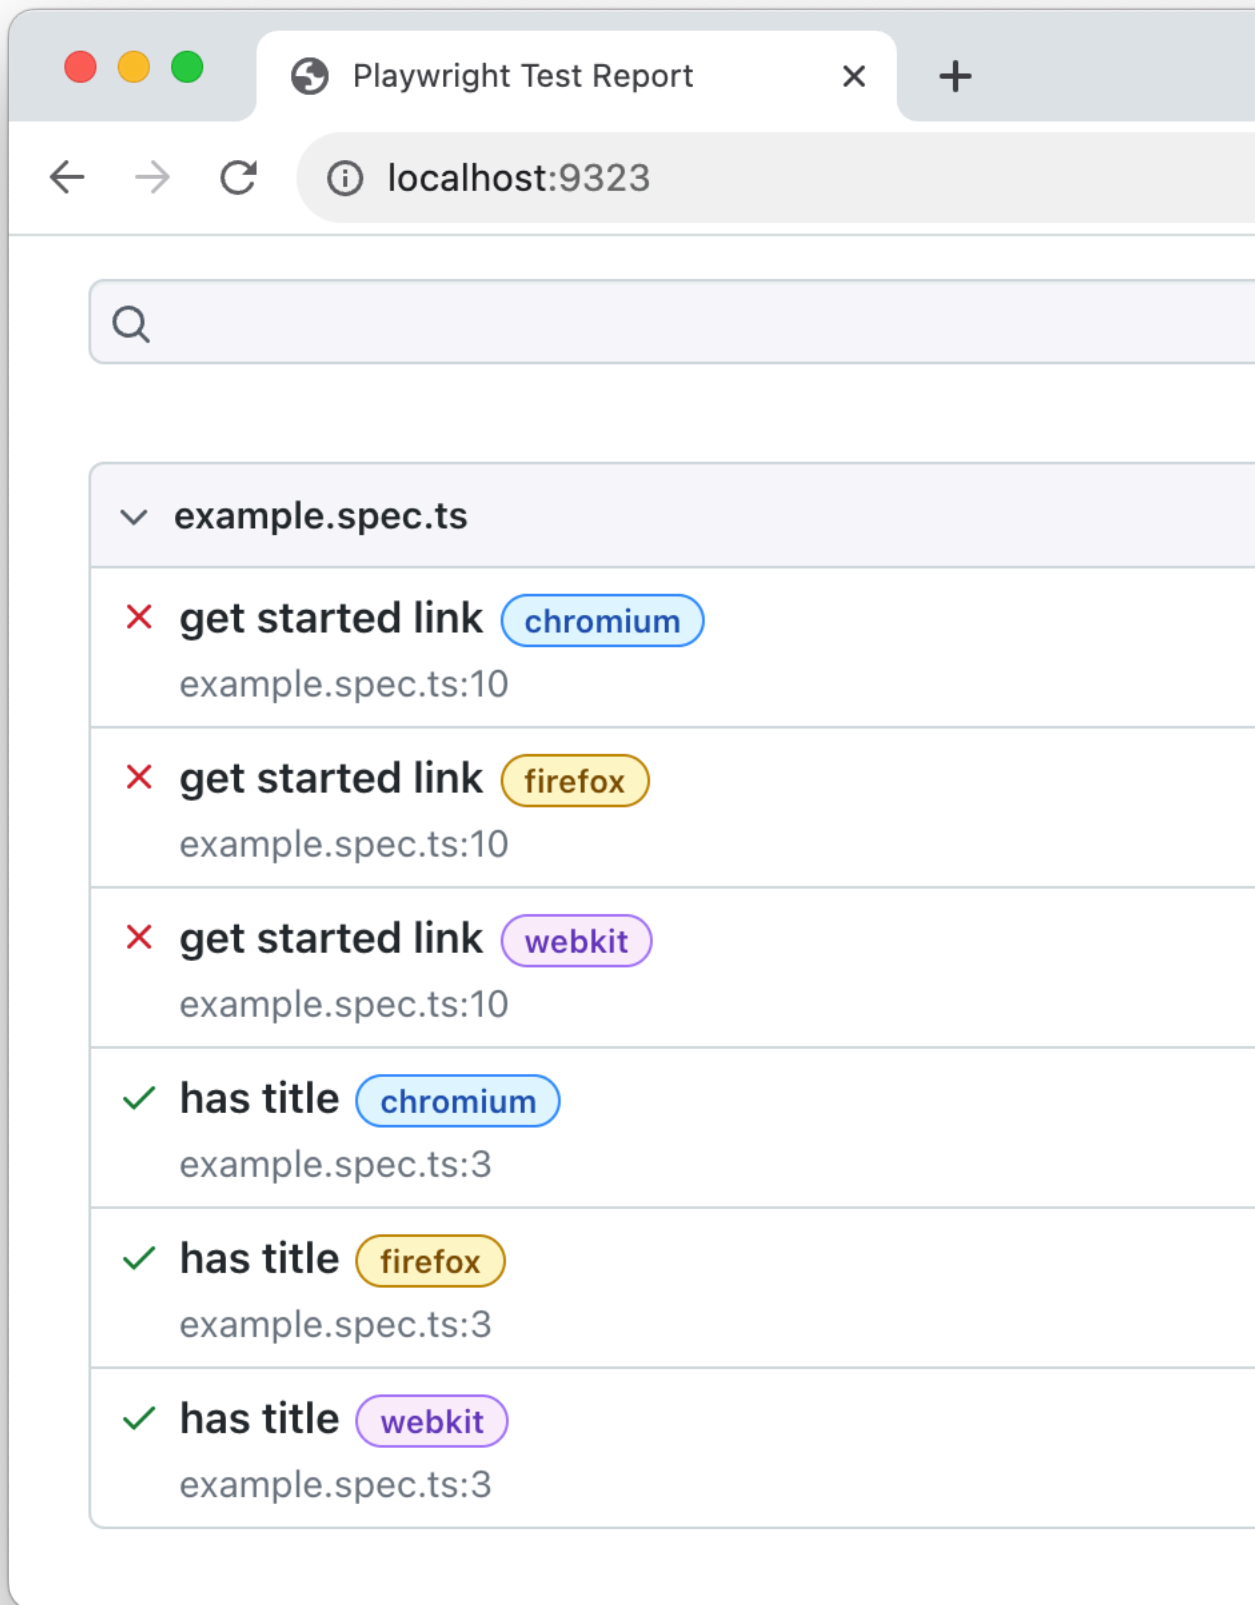 Playwright Test Report
localhost:9323
example.spec.ts
get started link chromium
example.spec.ts:10
get started link firefox
example.spec.ts:10
get started link webkit
example.spec.ts:10
has title chromium
example.spec.ts:3
has title firefox
example.spec.ts:3
has title webkit
example.spec.ts:3